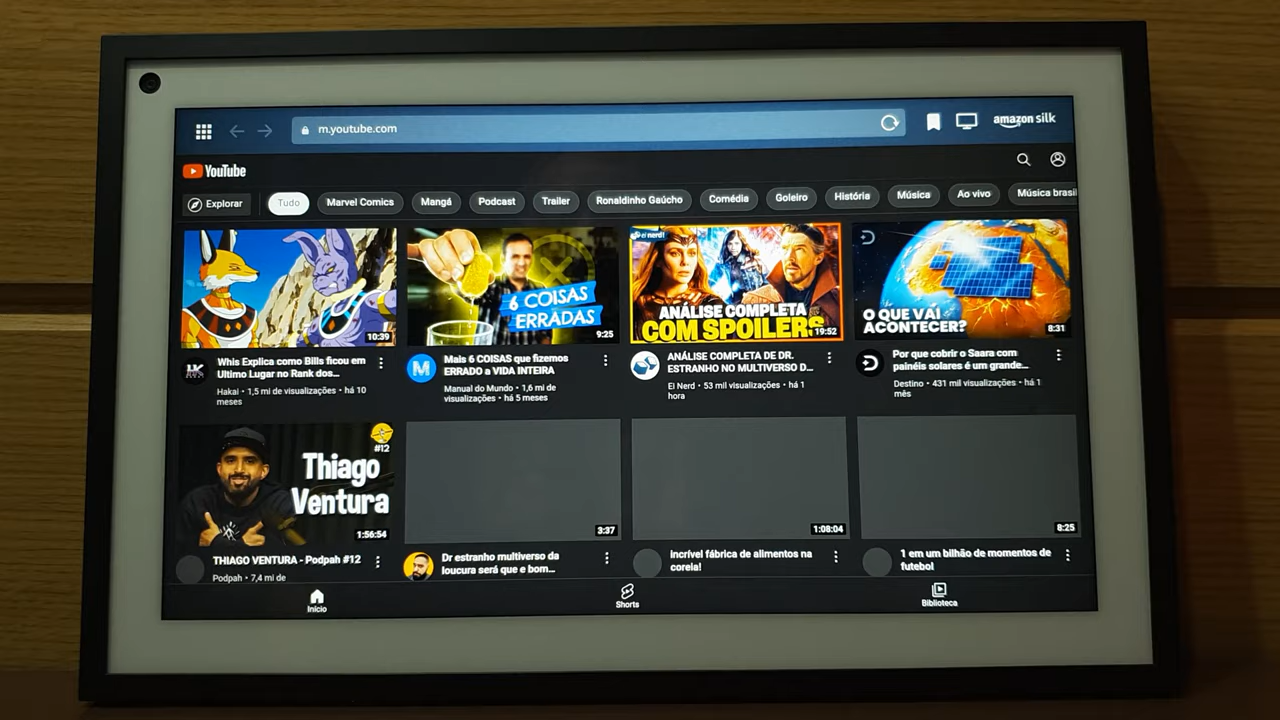 m.youtube.com
amazon silk
YouTube
Explorar
Tudo
Marvel Comics
Mangá
Podcast
Trailer
Ronaldinho Gaúcho
Comédia
Goleiro
História
Música
Ao vivo
Música brasil
10:39
6 COISAS
ERRADAS
9:25
ei nerd!
ANÁLISE COMPLETA
COM SPOILERS
19:52
O QUE VAI
ACONTECER?
8:31
HK
Whis Explica como Bills ficou em
Ultimo Lugar no Rank dos...
Hakai • 1,5 mi de visualizações • há 10
meses
M
Mais 6 COISAS que fizemos
ERRADO a VIDA INTEIRA
Manual do Mundo • 1,6 mi de
visualizações • há 5 meses
ANÁLISE COMPLETA DE DR.
ESTRANHO NO MULTIVERSO D...
Ei Nerd • 53 mil visualizações • há 1
hora
Por que cobrir o Saara com
painéis solares é um grande...
Destino • 431 mil visualizações • há 1
mês
#12
Thiago
Ventura
1:56:54
3:37
1:08:04
8:25
THIAGO VENTURA - Podpah #12
Podpah • 7,4 mi de
Dr estranho multiverso da
loucura será que e bom...
Incrível fábrica de alimentos na
coreia!
1 em um bilhão de momentos de
futebol
Início
Shorts
Biblioteca